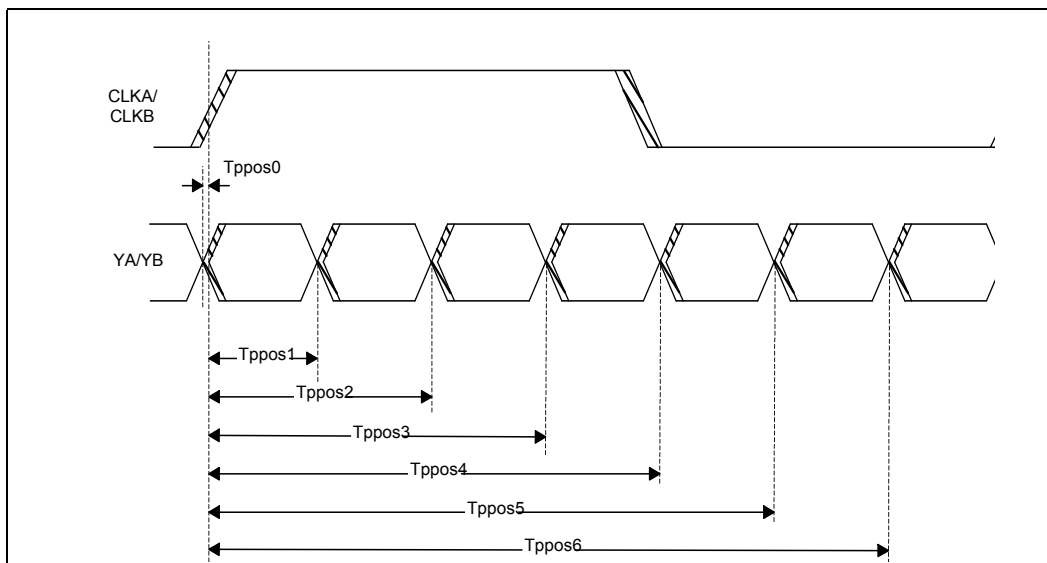 CLKA/
CLKB
Tppos0
YA/YB
Tppos1
Tppos2
Tppos3
Tppos4
Tppos5
Tppos6